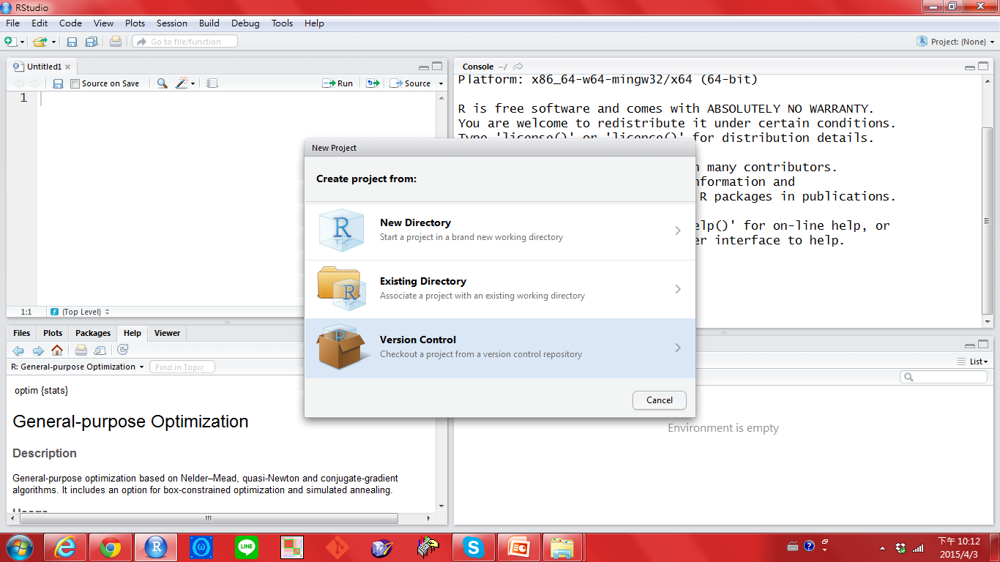 RStudio
File Edit Code View Plots Session Build Debug Tools Help
Go to file/function
Project: (None)
Untitled1
Source on Save
Run
Source
1
1:1
(Top Level)
Console ~/
Platform: x86_64-w64-mingw32/x64 (64-bit)
R is free software and comes with ABSOLUTELY NO WARRANTY.
You are welcome to redistribute it under certain conditions.
Type 'license()' or 'licence()' for distribution details.
many contributors.
and
R packages in publications.
for on-line help, or
interface to help.
New Project
Create project from:
New Directory
Start a project in a brand new working directory
Existing Directory
Associate a project with an existing working directory
Version Control
Checkout a project from a version control repository
Cancel
Files Plots Packages Help Viewer
R: General-purpose Optimization
Find in Topic
optim {stats}
General-purpose Optimization
Description
General-purpose optimization based on Nelder–Mead, quasi-Newton and conjugate-gradient
algorithms. It includes an option for box-constrained optimization and simulated annealing.
Usage
List
Environment is empty
LINE
下午 10:12
2015/4/3